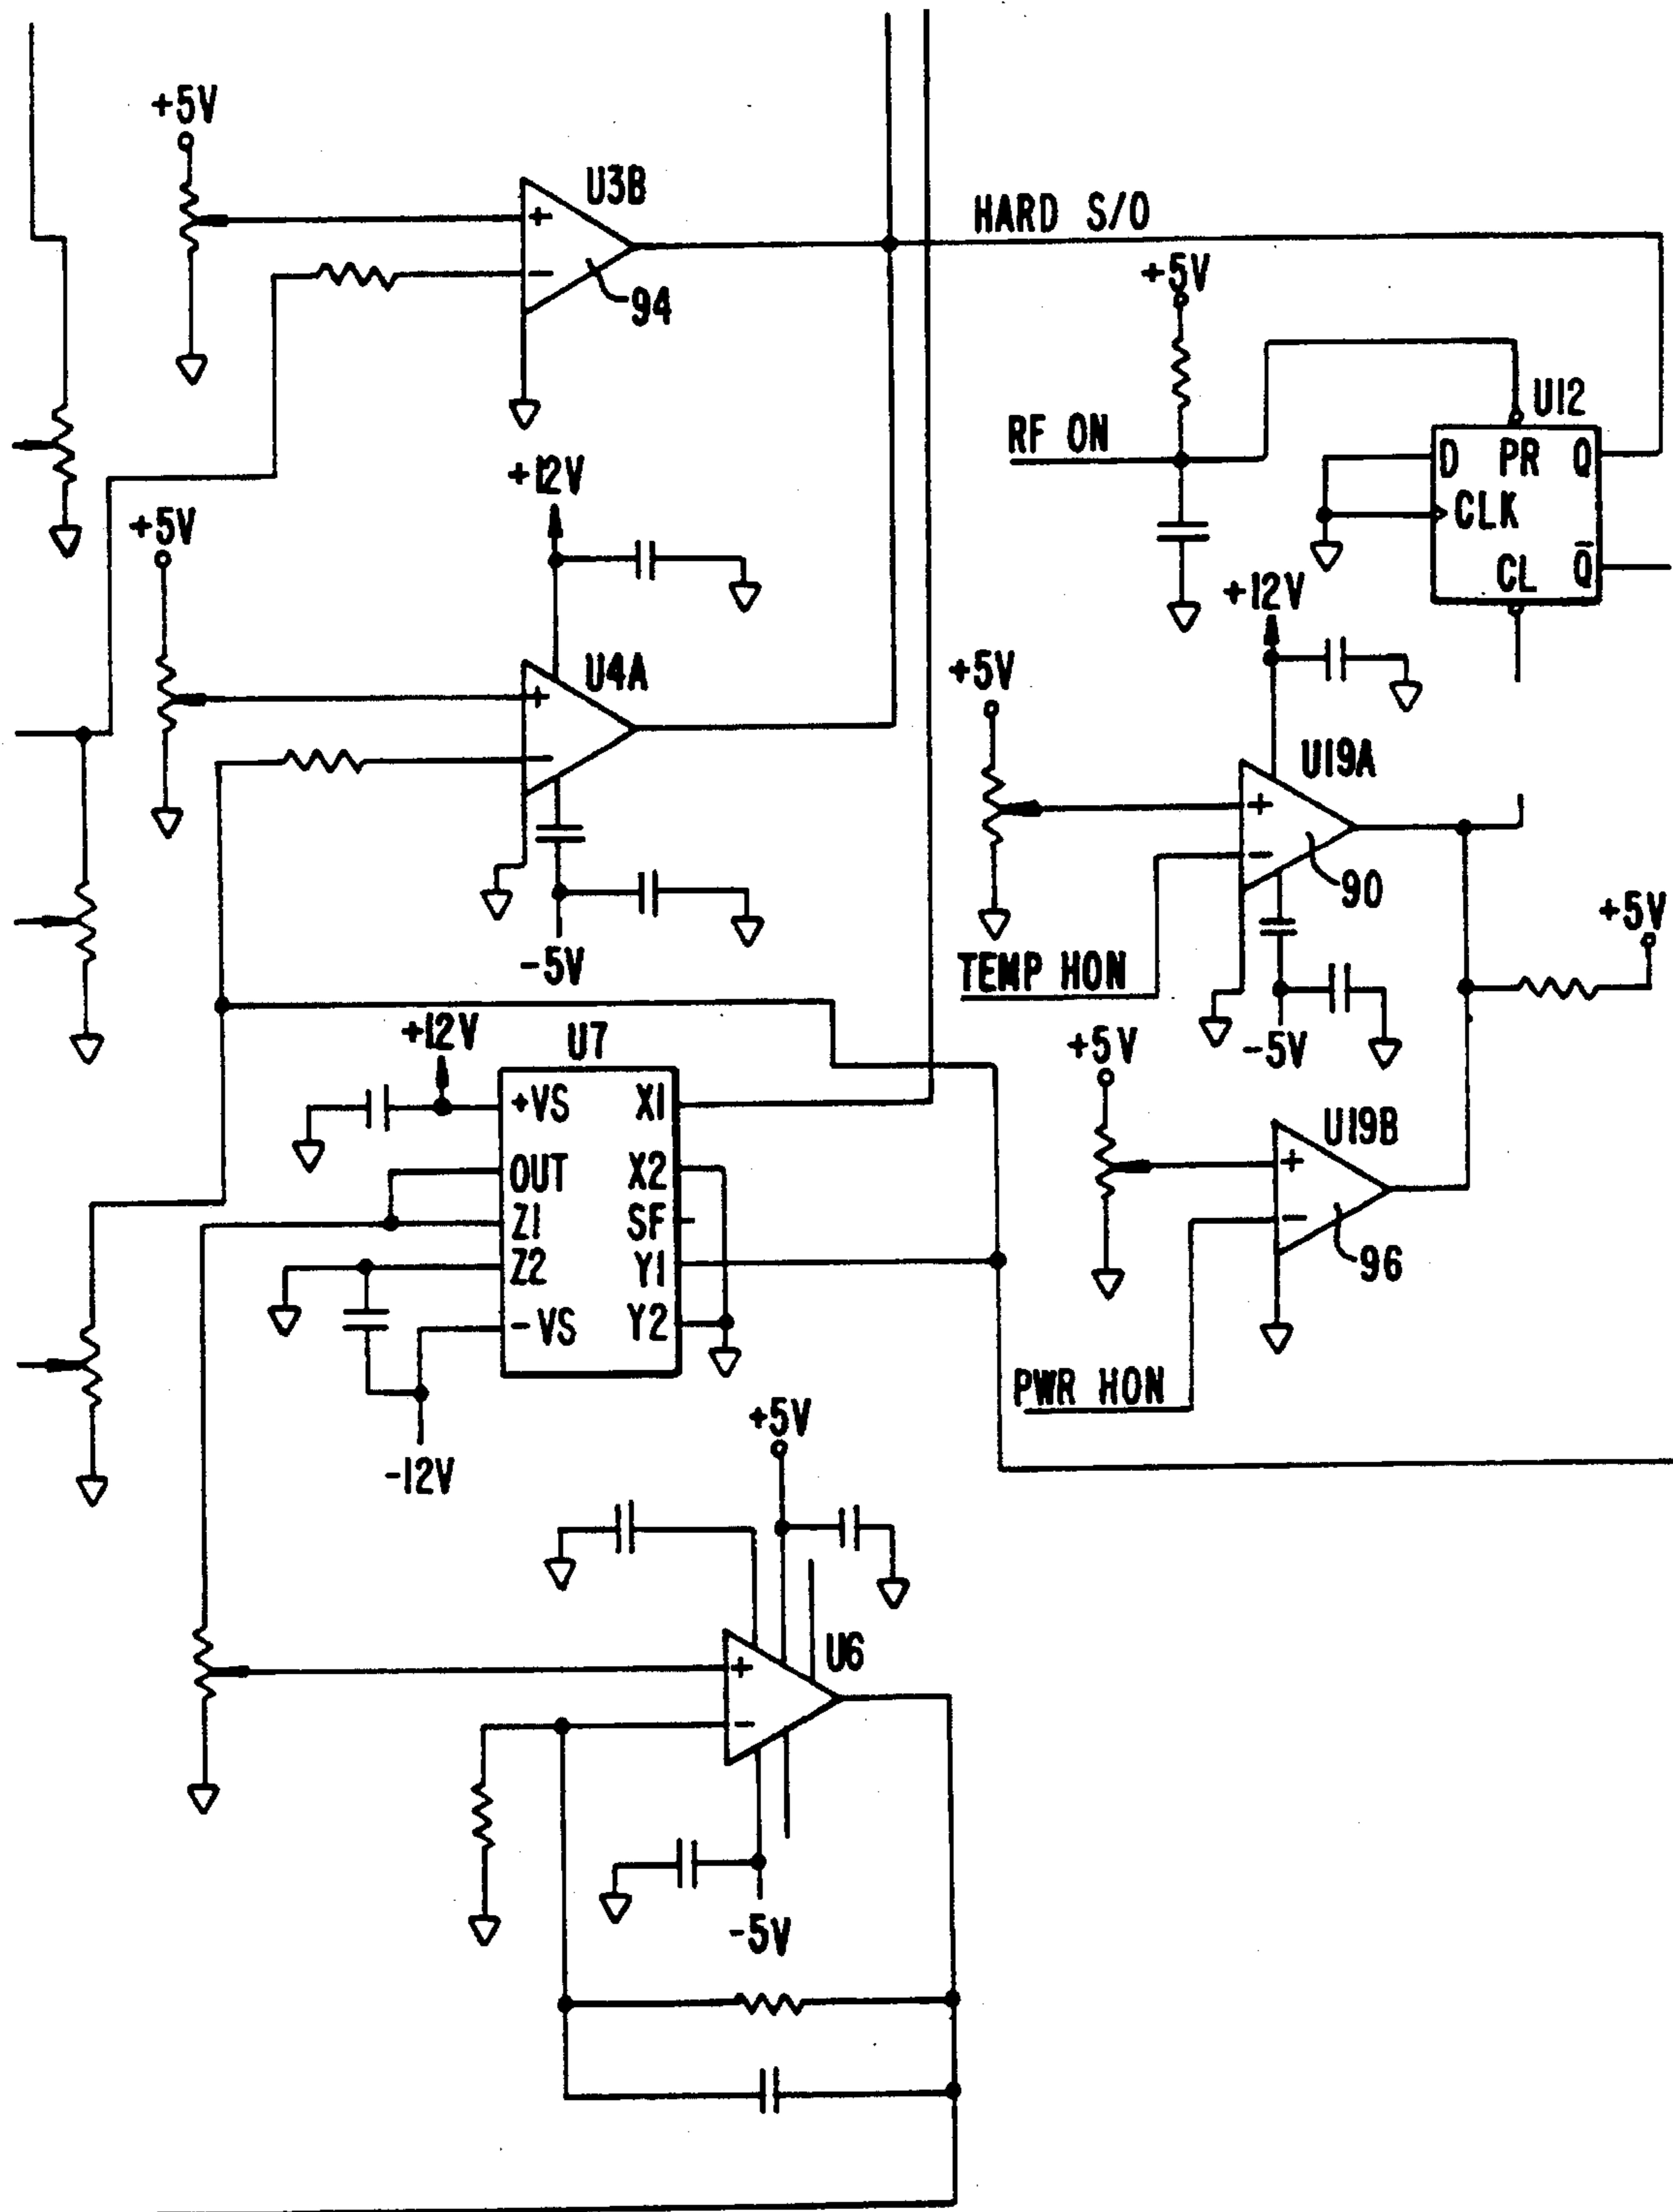 +5V
U3B
+
HARD S/O
−
94
+5V
RF ON
U12
D PR Q
CLK
CL Q̄
+12V
+5V
U4A
+
−
-5V
+12V
+5V
U19A
+
−
90
+5V
TEMP HON
-5V
+12V
U7
+VS X1
OUT X2
Z1 SF
Z2 Y1
-VS Y2
-12V
+5V
U19B
+
−
96
PWR HON
+5V
U6
+
−
-5V